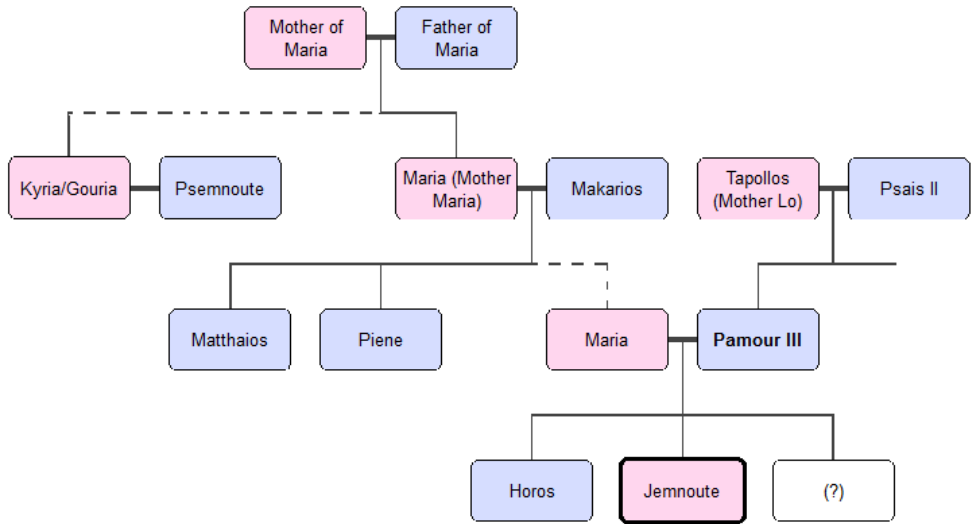 Mother of
Maria
Father of
Maria
Kyria/Gouria
Psemnoute
Maria (Mother
Maria)
Makarios
Tapollos
(Mother Lo)
Psais II
Matthaios
Piene
Maria
Pamour III
Horos
Jemnoute
(?)